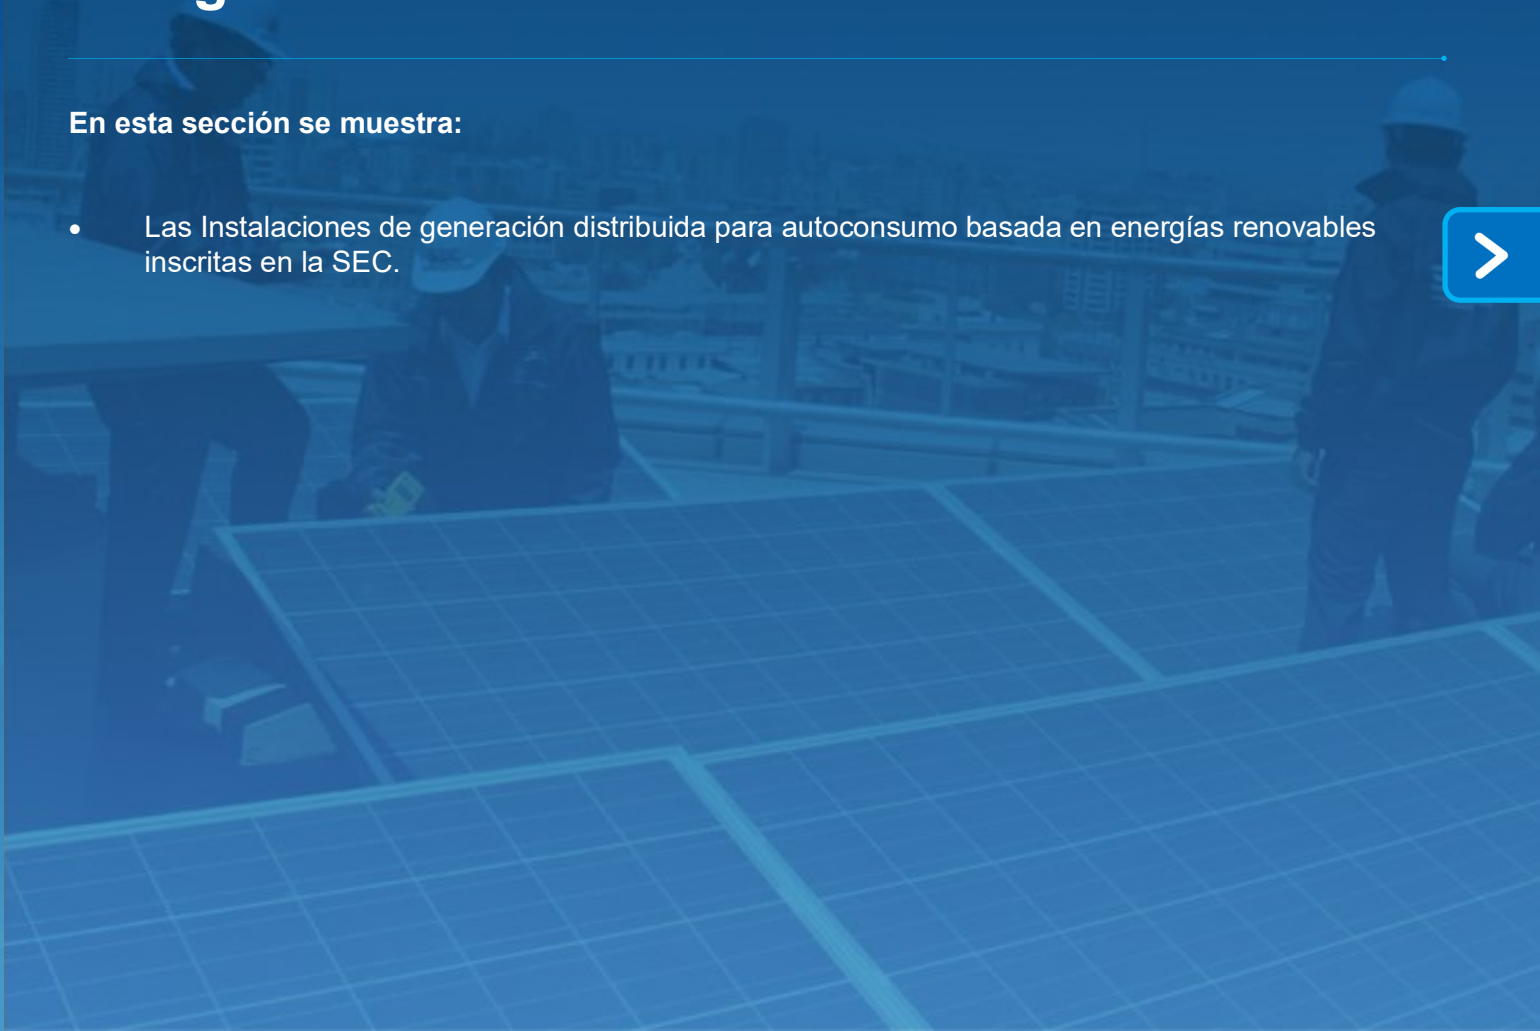 En esta sección se muestra:
• Las Instalaciones de generación distribuida para autoconsumo basada en energías renovables
inscritas en la SEC.